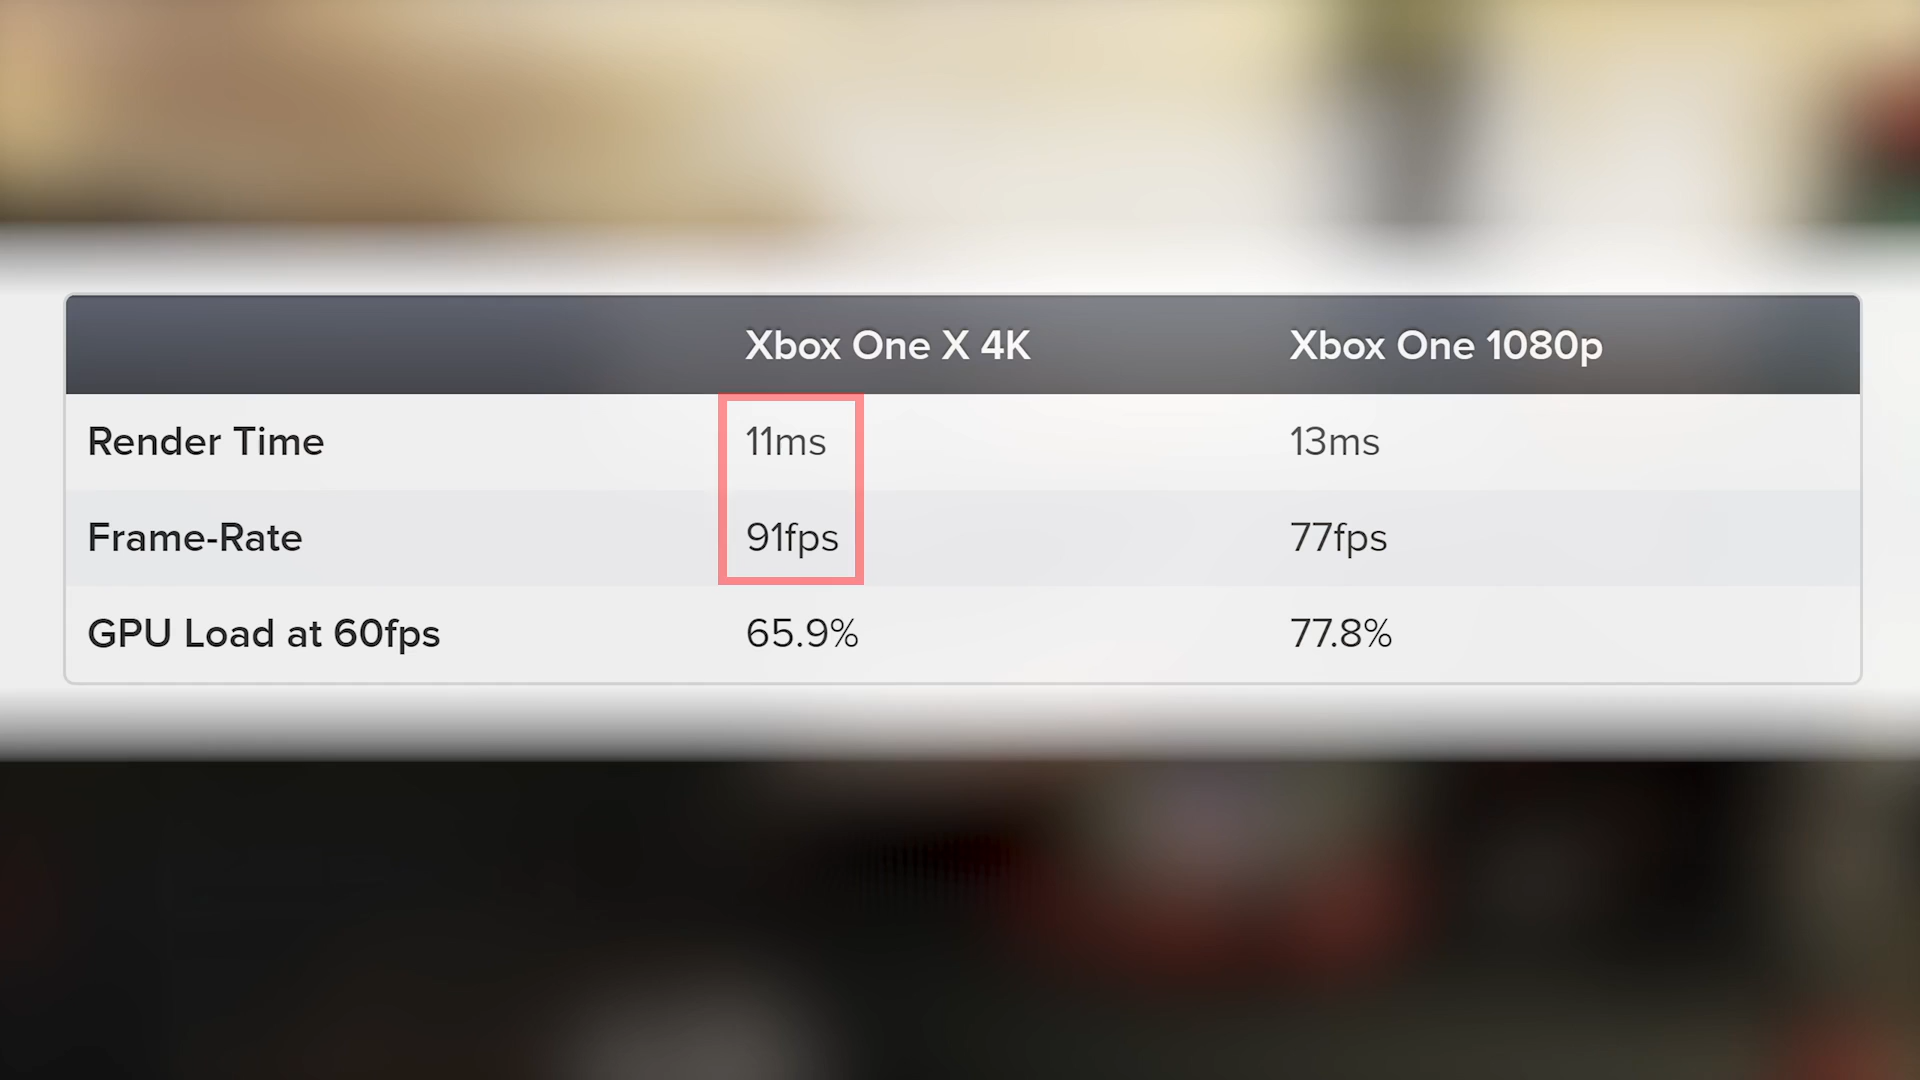 Xbox One X 4K Xbox One 1080p
Render Time 11ms 13ms
Frame-Rate 91fps 77fps
GPU Load at 60fps 65.9% 77.8%